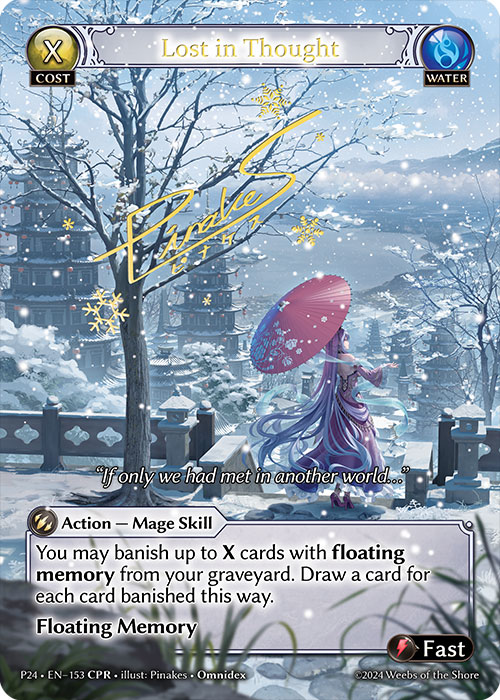 X
COST
Lost in Thought
WATER
PinakeS
ピナケス
“If only we had met in another world...”
Action — Mage Skill
You may banish up to X cards with floating
memory from your graveyard. Draw a card for
each card banished this way.
Floating Memory
Fast
P24 • EN-153 CPR • illust: Pinakes • Omnidex
©2024 Weebs of the Shore